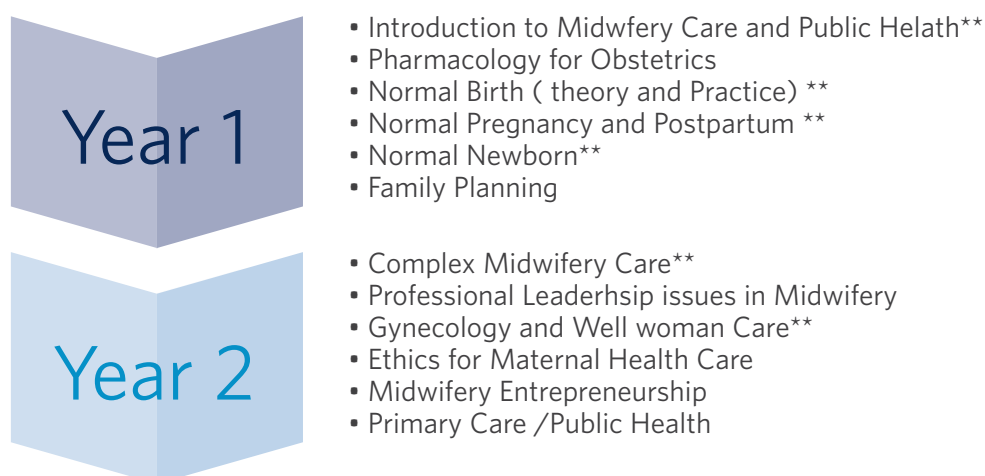 Year 1
• Introduction to Midwfery Care and Public Helath**
• Pharmacology for Obstetrics
• Normal Birth ( theory and Practice) **
• Normal Pregnancy and Postpartum **
• Normal Newborn**
• Family Planning
Year 2
• Complex Midwifery Care**
• Professional Leaderhsip issues in Midwifery
• Gynecology and Well woman Care**
• Ethics for Maternal Health Care
• Midwifery Entrepreneurship
• Primary Care /Public Health